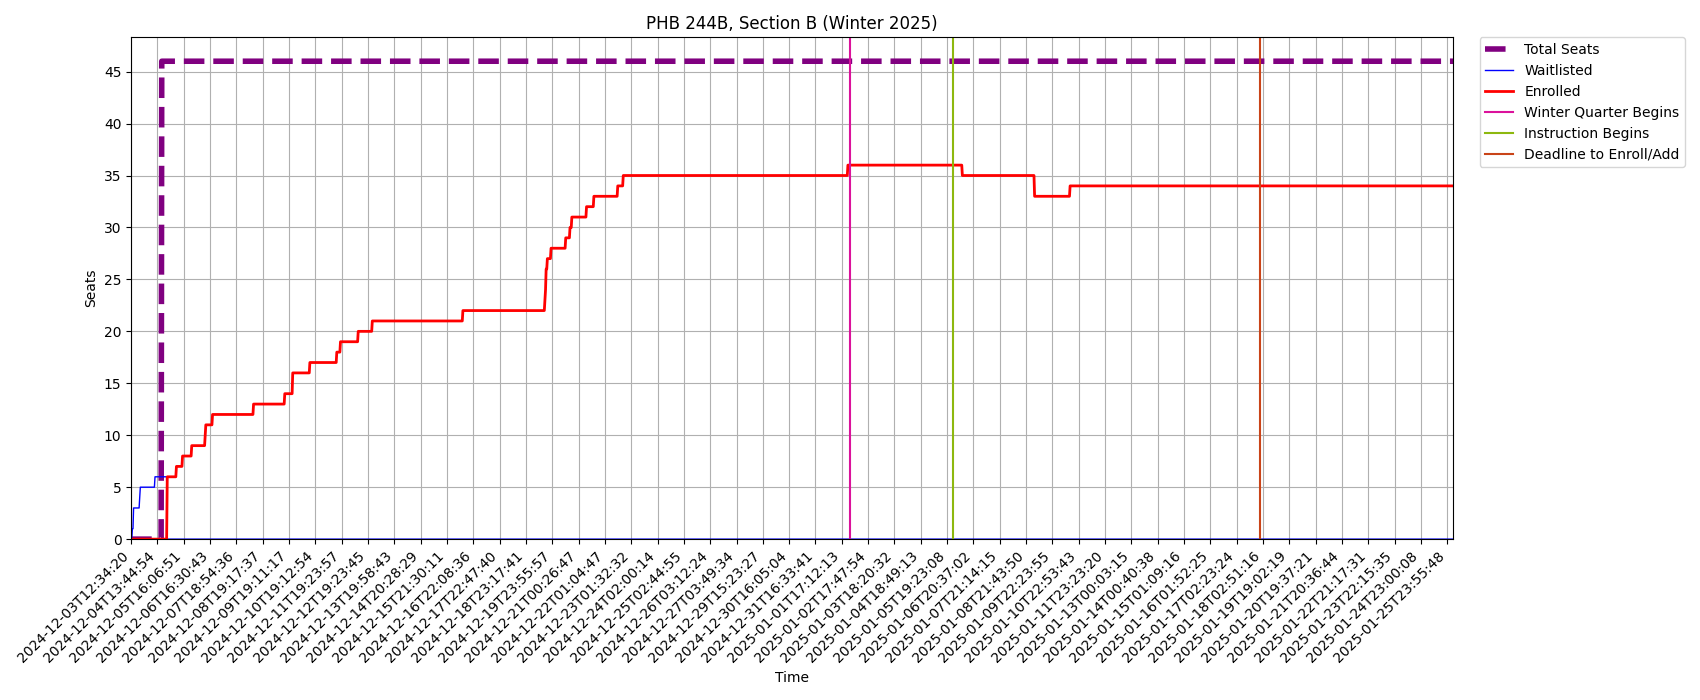 PHB 244B, Section B (Winter 2025)
Total Seats
Waitlisted
Enrolled
Winter Quarter Begins
Instruction Begins
Deadline to Enroll/Add
Seats
45
40
35
30
25
20
15
10
5
0
2024-12-03T12:34:20
2024-12-04T13:44:54
2024-12-05T16:06:51
2024-12-06T16:30:43
2024-12-07T18:54:36
2024-12-08T19:17:37
2024-12-09T19:11:17
2024-12-10T19:12:54
2024-12-11T19:23:57
2024-12-12T19:23:45
2024-12-13T19:58:43
2024-12-14T20:28:29
2024-12-15T21:30:11
2024-12-16T22:08:36
2024-12-17T22:47:40
2024-12-18T23:17:41
2024-12-19T23:55:57
2024-12-21T00:26:47
2024-12-22T01:04:47
2024-12-23T01:32:32
2024-12-24T02:00:14
2024-12-25T02:44:55
2024-12-26T03:12:24
2024-12-27T03:49:34
2024-12-29T15:23:27
2024-12-30T16:05:04
2024-12-31T16:33:41
2025-01-01T17:12:13
2025-01-02T17:47:54
2025-01-03T18:20:32
2025-01-04T18:49:13
2025-01-05T19:23:08
2025-01-06T20:37:02
2025-01-07T21:14:15
2025-01-08T21:43:50
2025-01-09T22:23:55
2025-01-10T22:53:43
2025-01-11T23:23:20
2025-01-13T00:03:15
2025-01-14T00:40:38
2025-01-15T01:09:16
2025-01-16T01:52:25
2025-01-17T02:23:24
2025-01-18T02:51:16
2025-01-19T19:02:19
2025-01-20T19:37:21
2025-01-21T20:36:44
2025-01-22T21:17:31
2025-01-23T22:15:35
2025-01-24T23:00:08
2025-01-25T23:55:48
Time